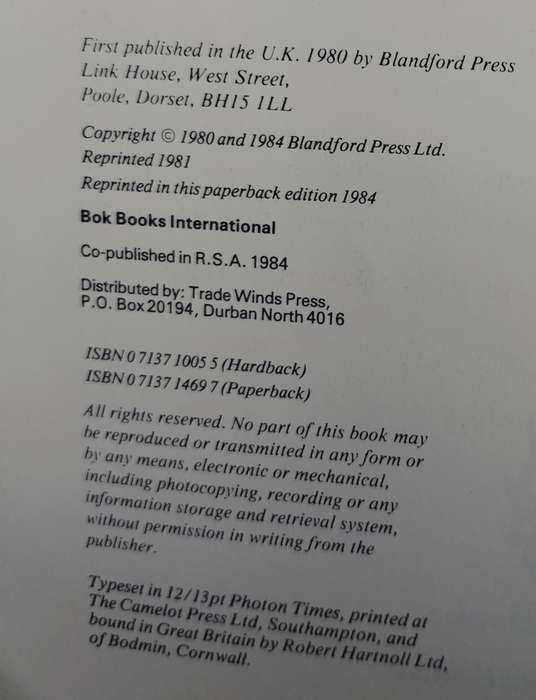 First published in the U.K. 1980 by Blandford Press
Link House, West Street,
Poole, Dorset, BH15 1LL
Copyright © 1980 and 1984 Blandford Press Ltd.
Reprinted 1981
Reprinted in this paperback edition 1984
Bok Books International
Co-published in R.S.A. 1984
Distributed by: Trade Winds Press,
P.O. Box 20194, Durban North 4016
ISBN 0 7137 1005 5 (Hardback)
ISBN 0 7137 1469 7 (Paperback)
All rights reserved. No part of this book may
be reproduced or transmitted in any form or
by any means, electronic or mechanical,
including photocopying, recording or any
information storage and retrieval system,
without permission in writing from the
publisher.
Typeset in 12/13pt Photon Times, printed at
The Camelot Press Ltd, Southampton, and
bound in Great Britain by Robert Hartnoll Ltd,
of Bodmin, Cornwall.